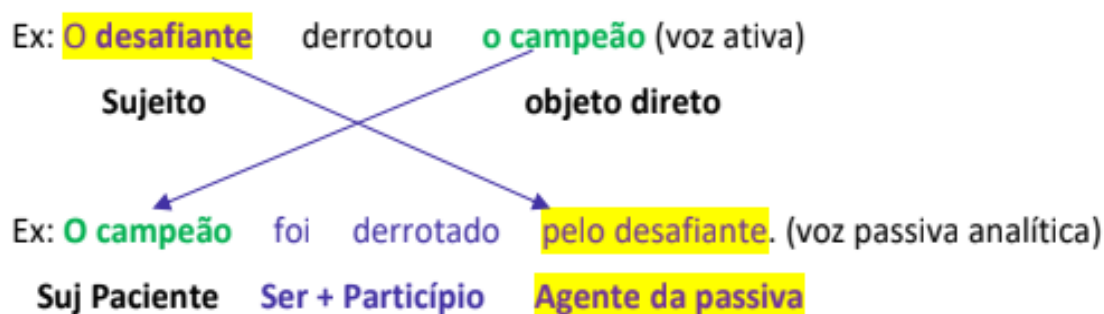 Ex: O desafiante derrotou o campeão (voz ativa)
Sujeito objeto direto
Ex: O campeão foi derrotado pelo desafiante. (voz passiva analítica)
Suj Paciente Ser + Particípio Agente da passiva